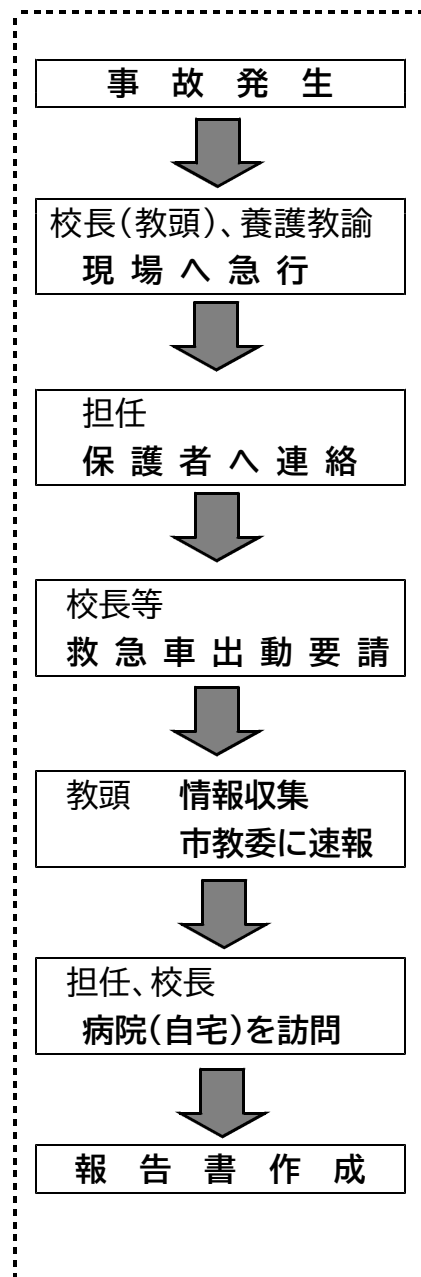 事故発生
校長(教頭)、養護教諭
現場へ急行
担任
保護者へ連絡
校長等
救急車出動要請
教頭　情報収集
市教委に速報
担任、校長
病院(自宅)を訪問
報告書作成